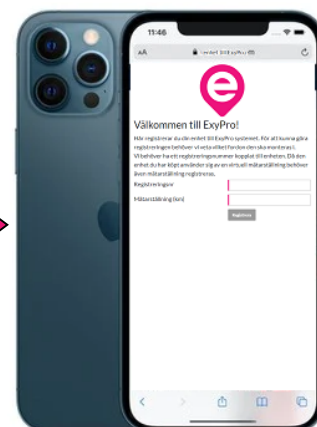 11:46
AA
e
Välkommen till ExyPro!
Här registrerar du din enhet till ExyPro systemet. För att kunna göra
registreringen behöver vi veta vilket fordon den ska monteras i.
Vi behöver ha ett registreringsnummer kopplat till enheten. Då den
enhet du har köpt använder sig av en virtuell mätarställning behöver
även mätarställning registreras.
Registreringsnr
Mätarställning (km)
Registrera